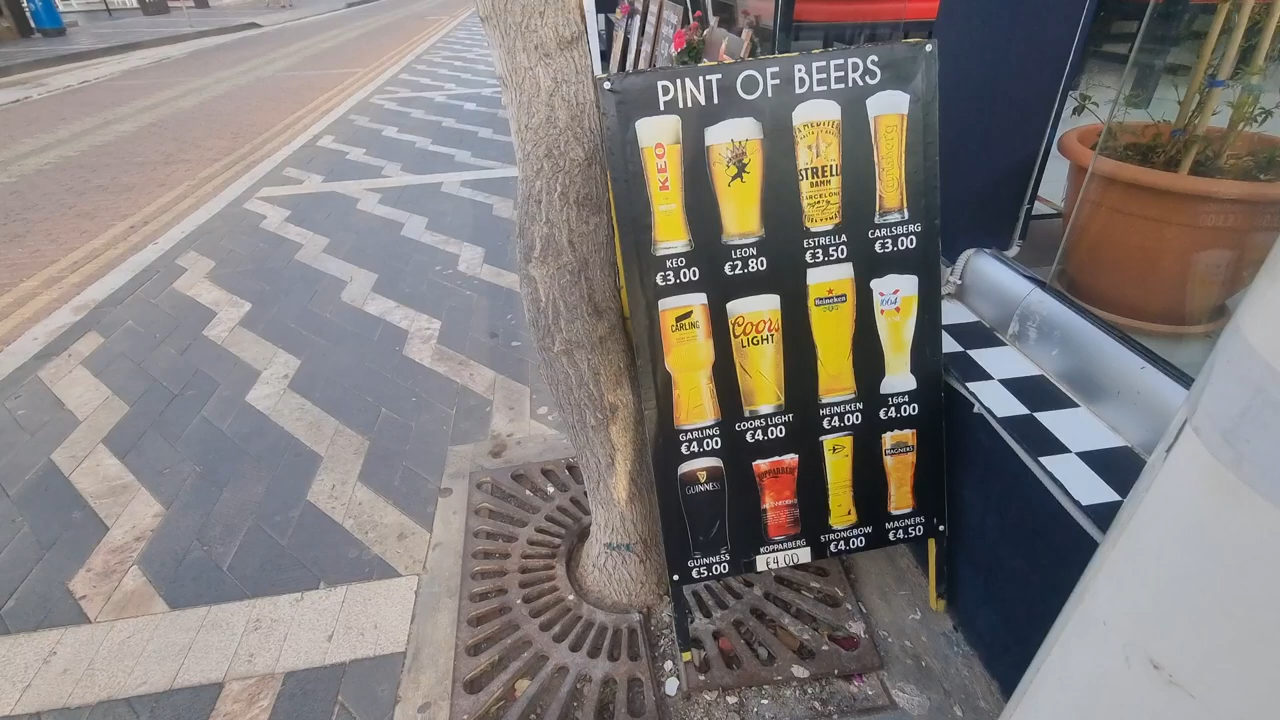 PINT OF BEERS
KEO
LEON
ESTRELLA
CARLSBERG
€3.00
€2.80
€3.50
€3.00
GARLING
COORS LIGHT
HEINEKEN
1664
€4.00
€4.00
€4.00
€4.00
GUINNESS
KOPPARBERG
STRONGBOW
MAGNERS
€5.00
€4.00
€4.00
€4.50
KEO
ESTRELL
DAMM
BARCELONE
Carlsberg
CARLING
Coors
LIGHT
Heineken
1664
GUINNESS
KOPPARBERG
MAGNERS